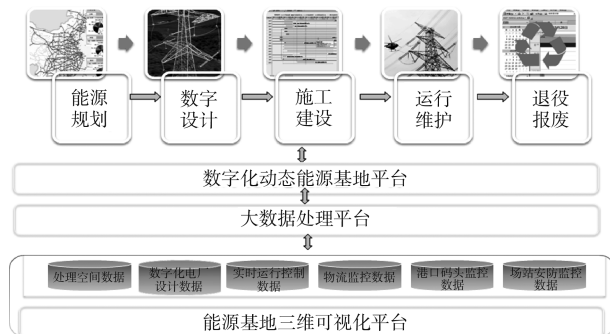 能源
规划
数字
设计
施工
建设
运行
维护
退役
报废
数字化动态能源基地平台
大数据处理平台
处理空间数据
数字化电厂
设计数据
实时运行控制
数据
物流监控数据
港口码头监控
数据
场站安防监控
数据
能源基地三维可视化平台